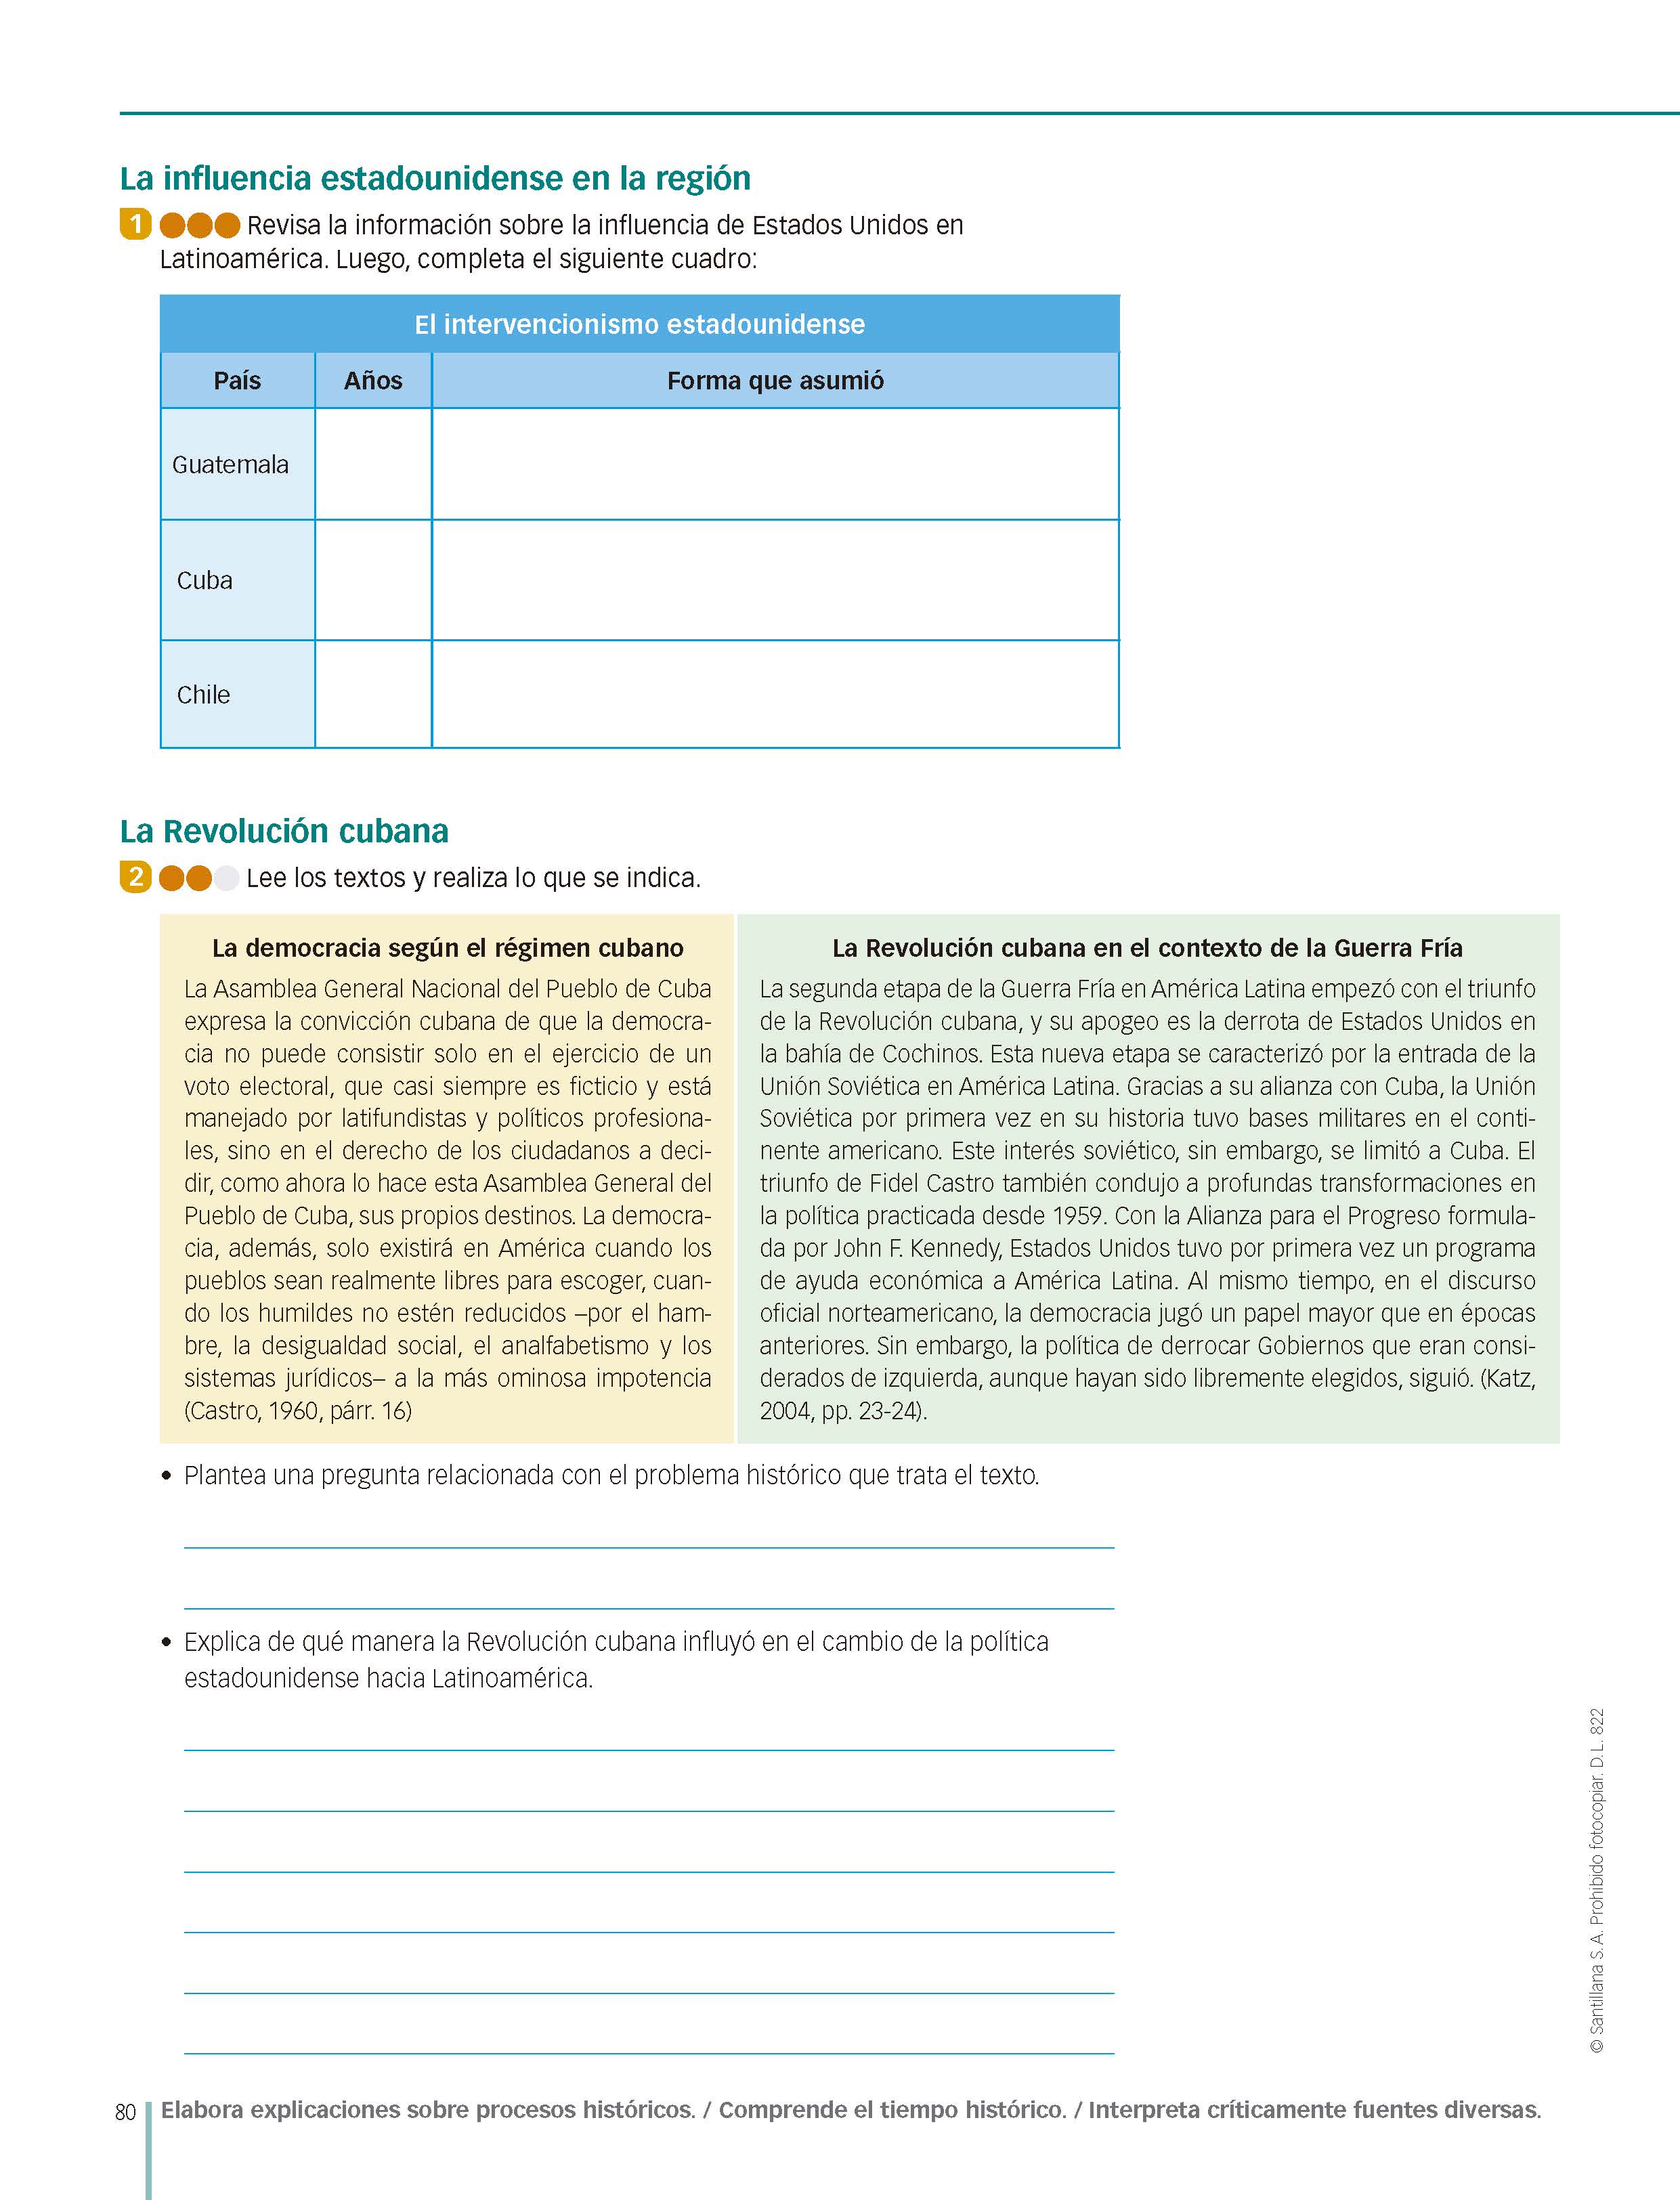 La influencia estadounidense en la región
1 Revisa la información sobre la influencia de Estados Unidos en
Latinoamérica. Luego, completa el siguiente cuadro:
El intervencionismo estadounidense
País Años Forma que asumió
Guatemala
Cuba
Chile
La Revolución cubana
2 Lee los textos y realiza lo que se indica.
La democracia según el régimen cubano
La Asamblea General Nacional del Pueblo de Cuba
expresa la convicción cubana de que la democra-
cia no puede consistir solo en el ejercicio de un
voto electoral, que casi siempre es ficticio y está
manejado por latifundistas y políticos profesiona-
les, sino en el derecho de los ciudadanos a deci-
dir, como ahora lo hace esta Asamblea General del
Pueblo de Cuba, sus propios destinos. La democra-
cia, además, solo existirá en América cuando los
pueblos sean realmente libres para escoger, cuan-
do los humildes no estén reducidos –por el ham-
bre, la desigualdad social, el analfabetismo y los
sistemas jurídicos– a la más ominosa impotencia
(Castro, 1960, párr. 16)
La Revolución cubana en el contexto de la Guerra Fría
La segunda etapa de la Guerra Fría en América Latina empezó con el triunfo
de la Revolución cubana, y su apogeo es la derrota de Estados Unidos en
la bahía de Cochinos. Esta nueva etapa se caracterizó por la entrada de la
Unión Soviética en América Latina. Gracias a su alianza con Cuba, la Unión
Soviética por primera vez en su historia tuvo bases militares en el conti-
nente americano. Este interés soviético, sin embargo, se limitó a Cuba. El
triunfo de Fidel Castro también condujo a profundas transformaciones en
la política practicada desde 1959. Con la Alianza para el Progreso formula-
da por John F. Kennedy, Estados Unidos tuvo por primera vez un programa
de ayuda económica a América Latina. Al mismo tiempo, en el discurso
oficial norteamericano, la democracia jugó un papel mayor que en épocas
anteriores. Sin embargo, la política de derrocar Gobiernos que eran consi-
derados de izquierda, aunque hayan sido libremente elegidos, siguió. (Katz,
2004, pp. 23-24).
• Plantea una pregunta relacionada con el problema histórico que trata el texto.
• Explica de qué manera la Revolución cubana influyó en el cambio de la política
estadounidense hacia Latinoamérica.
© Santillana S. A. Prohibido fotocopiar. D. L. 822
80 Elabora explicaciones sobre procesos históricos. / Comprende el tiempo histórico. / Interpreta críticamente fuentes diversas.